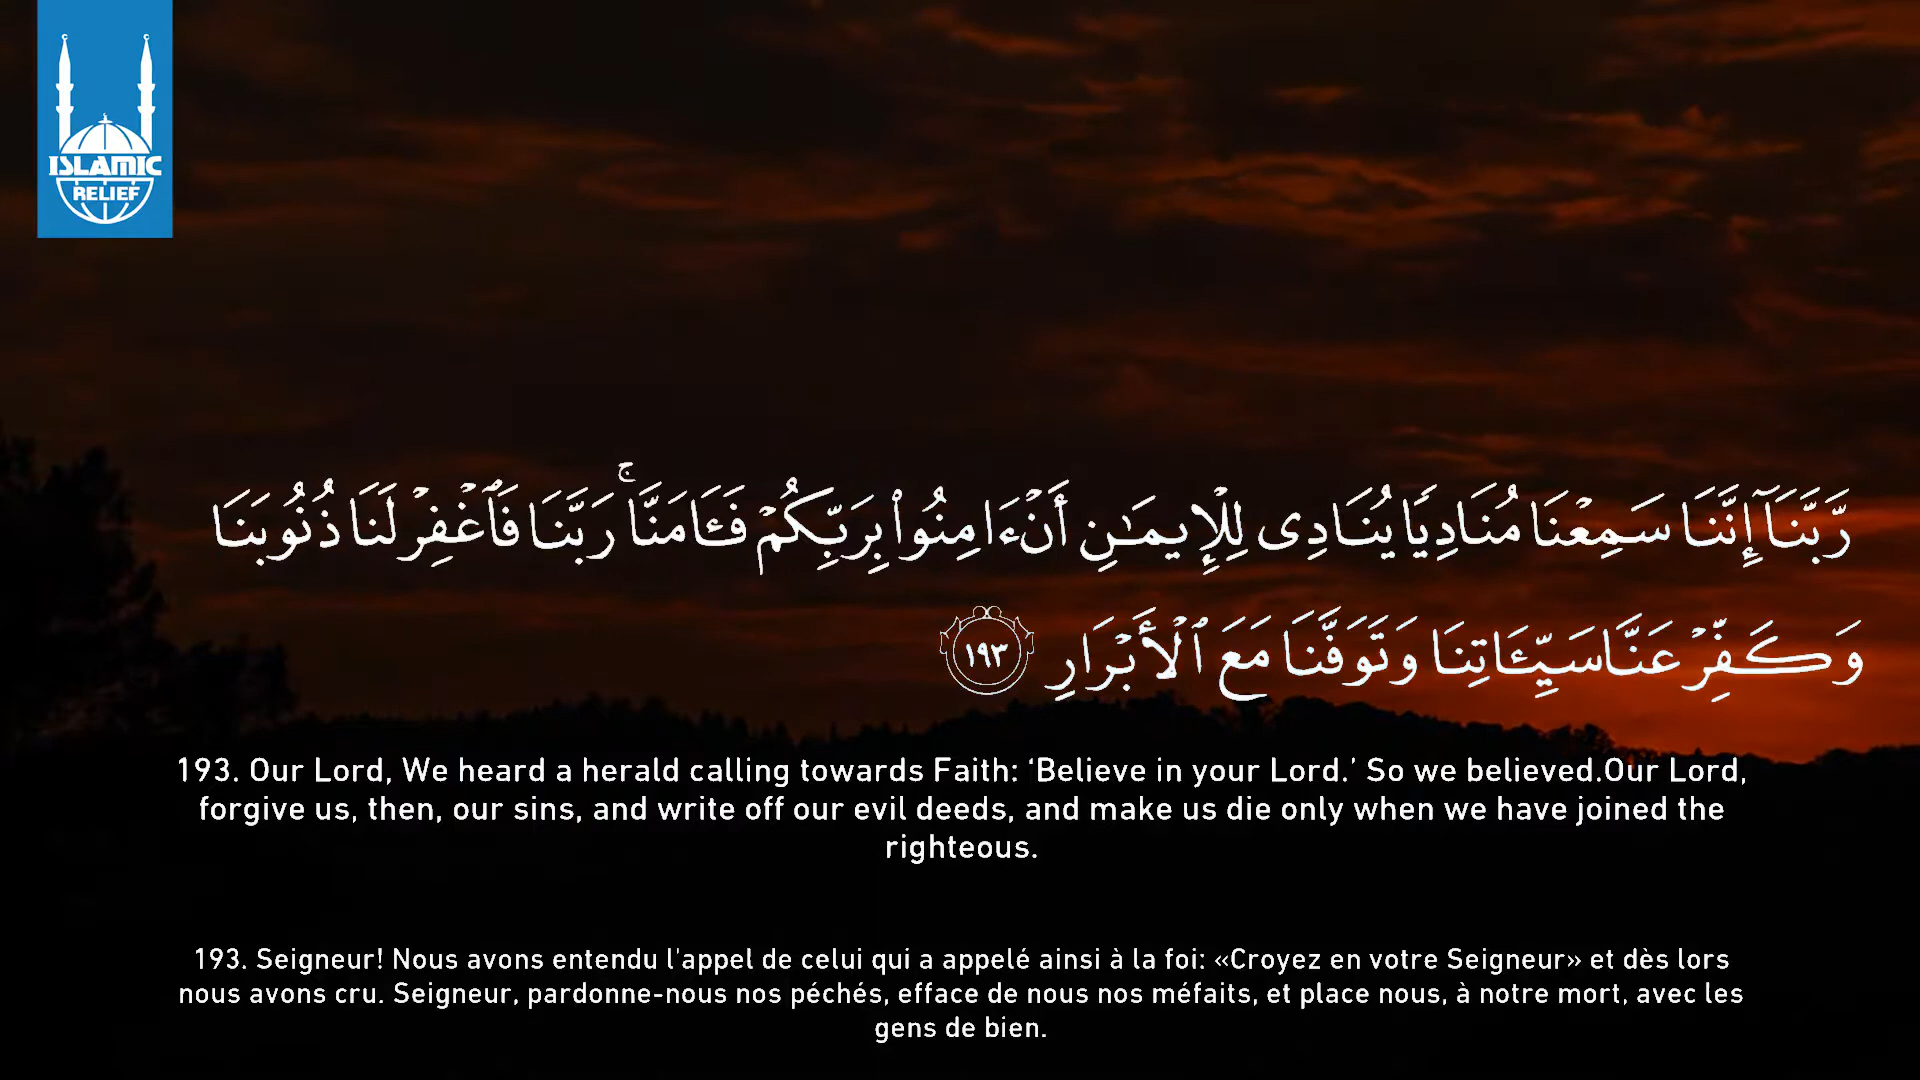 ISLAMIC
RELIEF
رَّبَّنَآ إِنَّنَا سَمِعْنَا مُنَادِيًا يُنَادِى لِلْإِيمَـٰنِ أَنْ ءَامِنُوا۟ بِرَبِّكُمْ فَـَٔامَنَّا ۚ رَبَّنَا فَٱغْفِرْ لَنَا ذُنُوبَنَا
وَكَفِّرْ عَنَّا سَيِّـَٔاتِنَا وَتَوَفَّنَا مَعَ ٱلْأَبْرَارِ ١٩٣
193. Our Lord, We heard a herald calling towards Faith: ‘Believe in your Lord.’ So we believed.Our Lord,
forgive us, then, our sins, and write off our evil deeds, and make us die only when we have joined the
righteous.
193. Seigneur! Nous avons entendu l'appel de celui qui a appelé ainsi à la foi: «Croyez en votre Seigneur» et dès lors
nous avons cru. Seigneur, pardonne-nous nos péchés, efface de nous nos méfaits, et place nous, à notre mort, avec les
gens de bien.